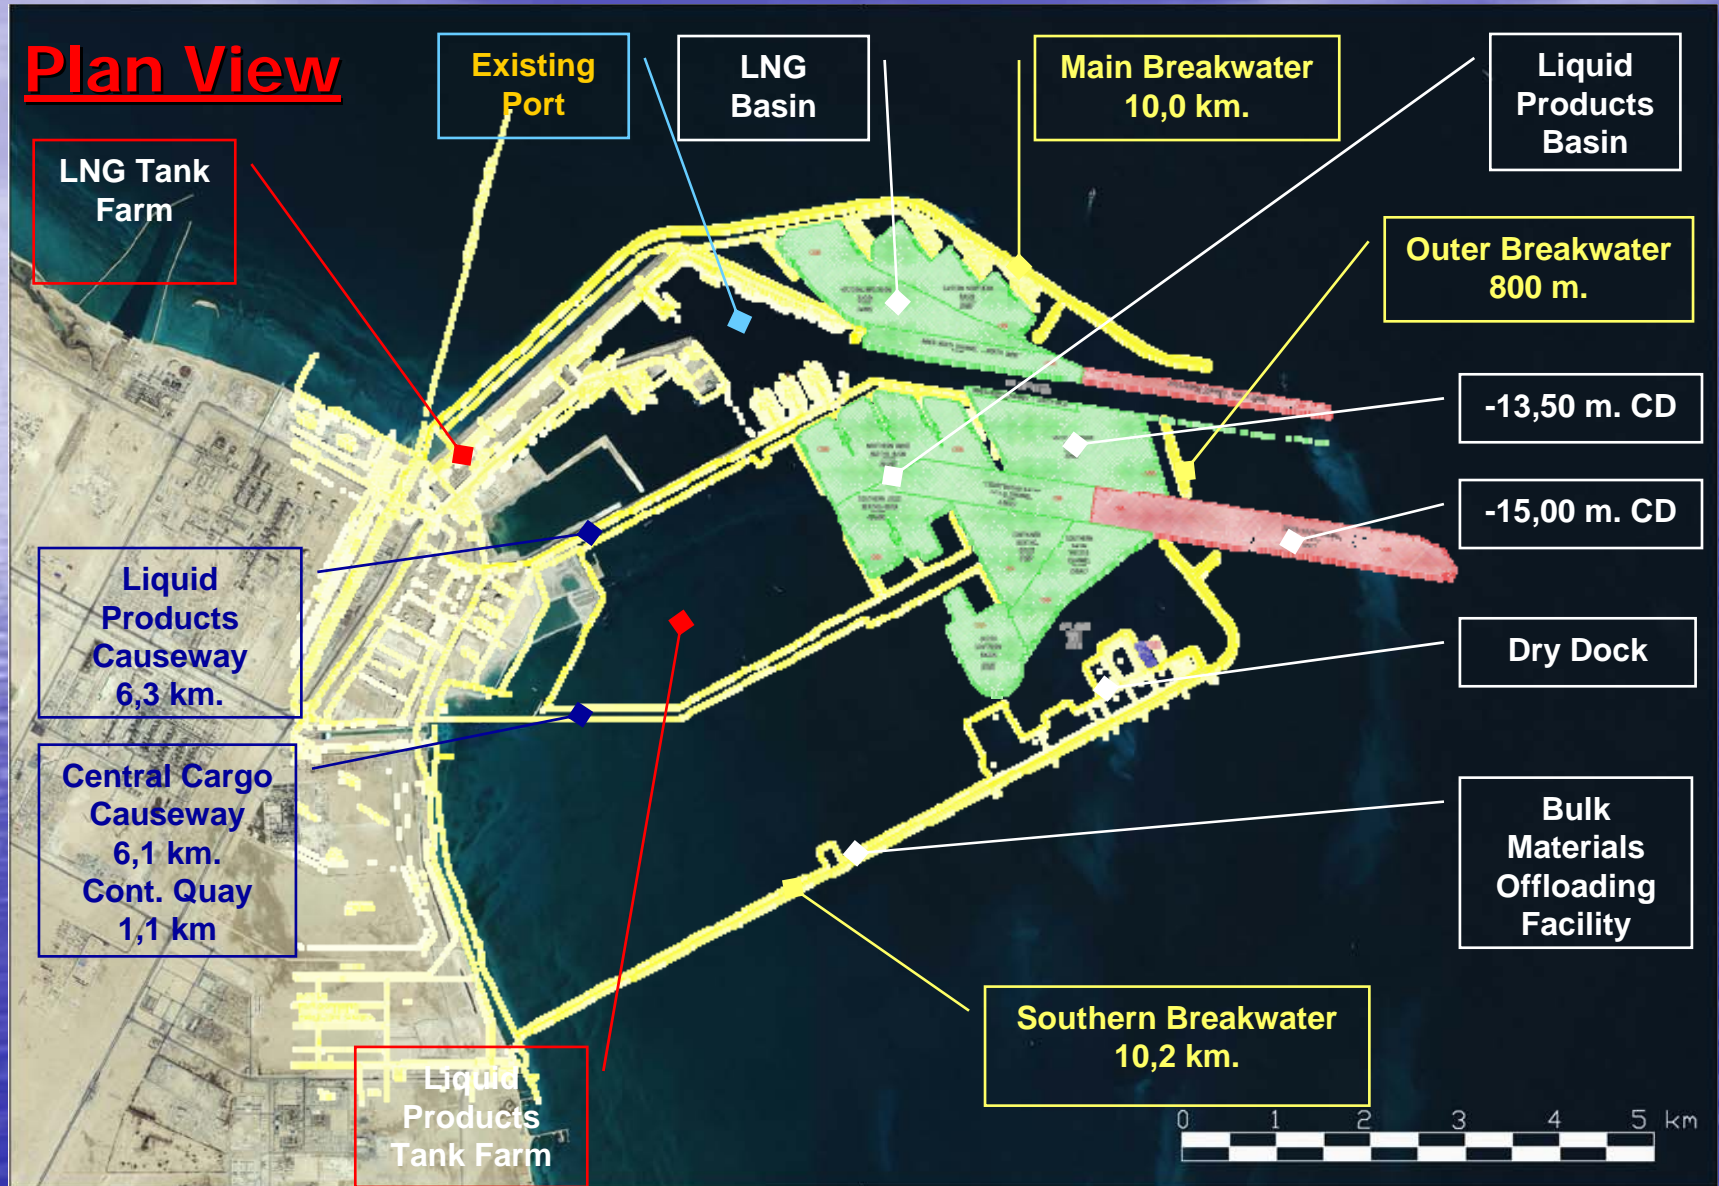 Plan View
Existing
Port
LNG
Basin
Main Breakwater
10,0 km.
Liquid
Products
Basin
LNG Tank
Farm
Outer Breakwater
800 m.
-13,50 m. CD
-15,00 m. CD
Liquid
Products
Causeway
6,3 km.
Dry Dock
Central Cargo
Causeway
6,1 km.
Cont. Quay
1,1 km
Bulk
Materials
Offloading
Facility
Southern Breakwater
10,2 km.
Liquid
Products
Tank Farm
0 1 2 3 4 5 km